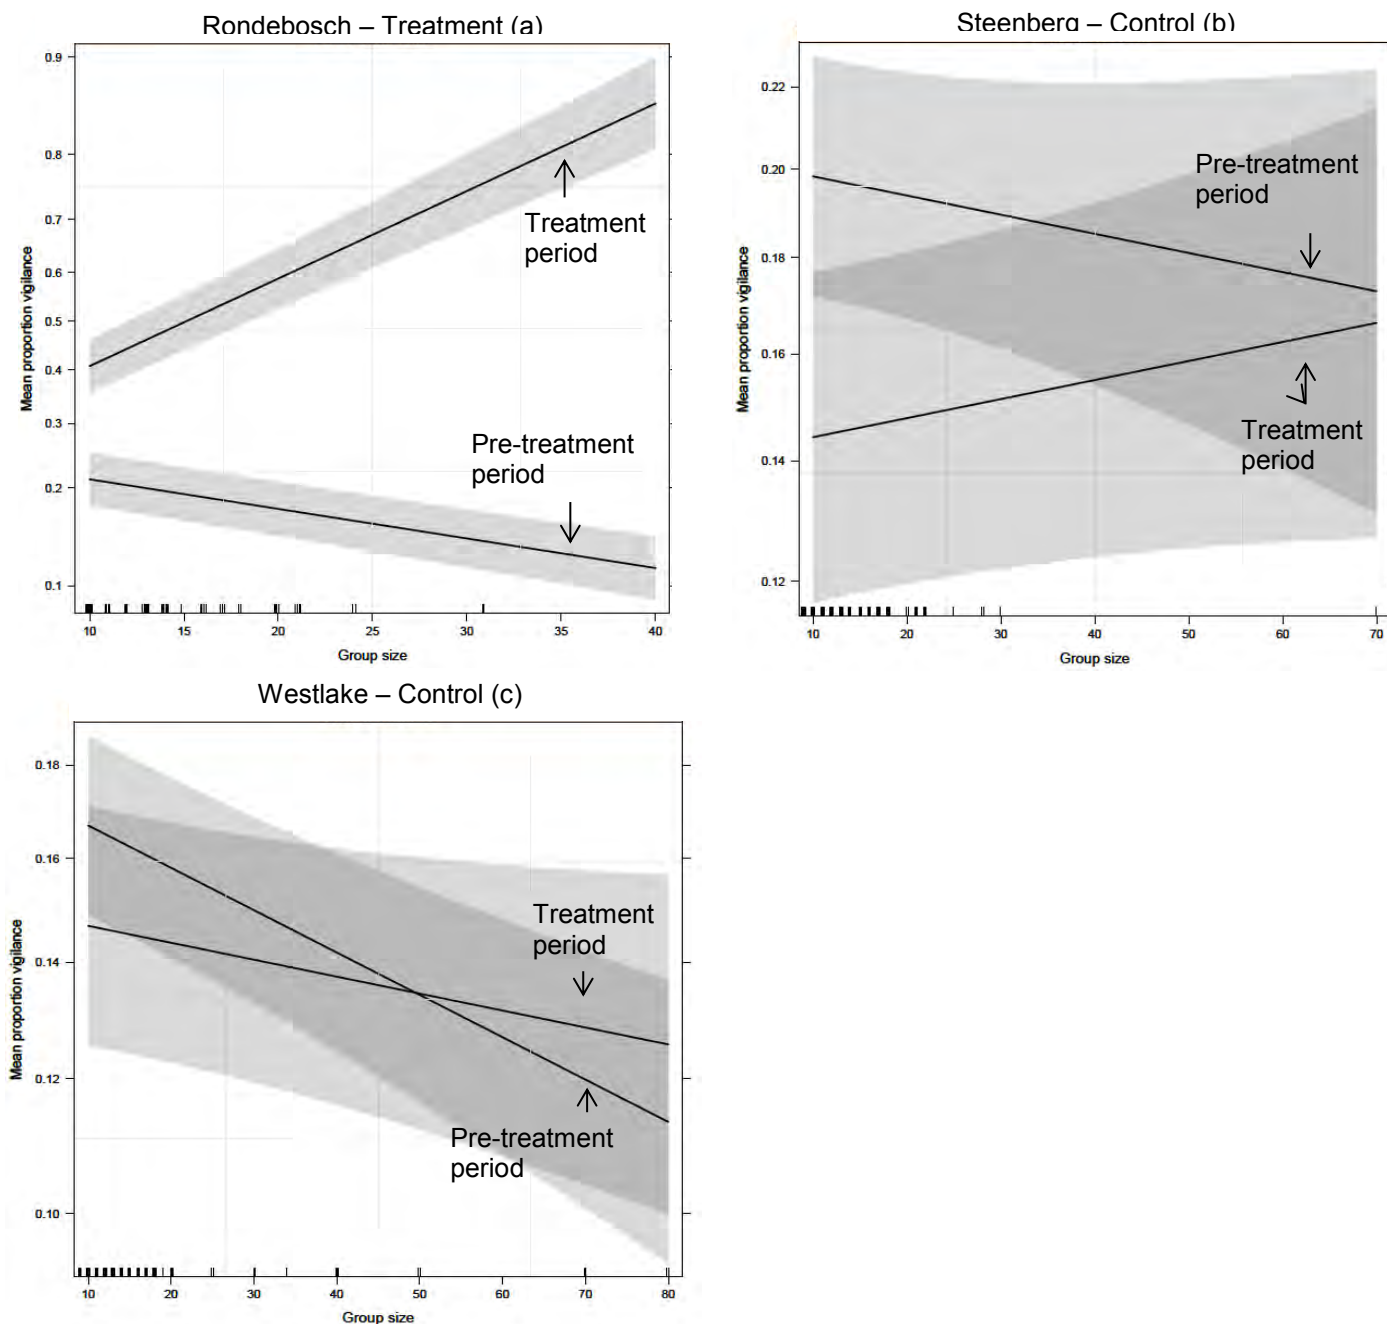 Rondebosch – Treatment (a)
0.9
0.8
0.7
0.6
0.5
0.4
0.3
0.2
0.1
Mean proportion vigilance
Treatment
period
Pre-treatment
period
10 15 20 25 30 35 40
Group size
Steenberg – Control (b)
0.22
0.20
0.18
0.16
0.14
0.12
Mean proportion vigilance
Pre-treatment
period
Treatment
period
10 20 30 40 50 60 70
Group size
Westlake – Control (c)
0.18
0.16
0.14
0.12
0.10
Mean proportion vigilance
Treatment
period
Pre-treatment
period
10 20 30 40 50 60 70 80
Group size